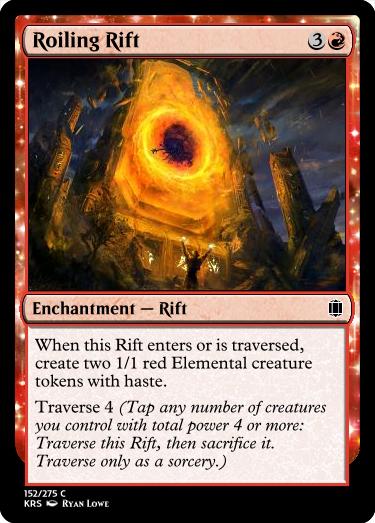 Roiling Rift 3
Enchantment — Rift
When this Rift enters or is traversed,
create two 1/1 red Elemental creature
tokens with haste.
Traverse 4 (Tap any number of creatures
you control with total power 4 or more:
Traverse this Rift, then sacrifice it.
Traverse only as a sorcery.)
152/275 C
KRS Ryan Lowe